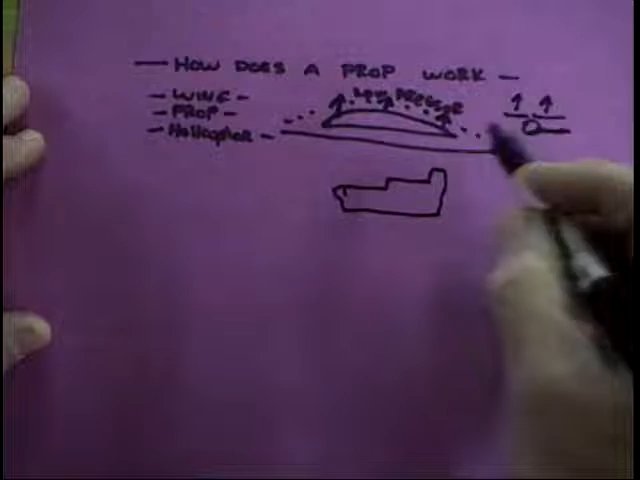 — HOW DOES A PROP WORK —
— WING —
— PROP —
— Helicopter —
LOW PRESSURE